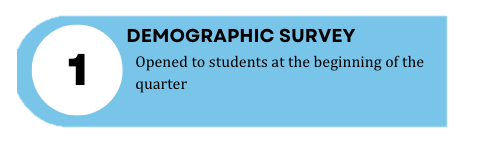 1
DEMOGRAPHIC SURVEY
Opened to students at the beginning of the
quarter